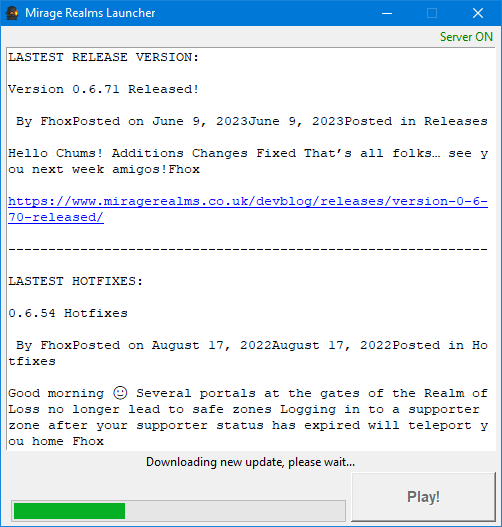 Mirage Realms Launcher
Server ON
LASTEST RELEASE VERSION:
Version 0.6.71 Released!
By FhoxPosted on June 9, 2023June 9, 2023Posted in Releases
Hello Chums! Additions Changes Fixed That’s all folks… see y
ou next week amigos!Fhox
https://www.miragerealms.co.uk/devblog/releases/version-0-6-
70-released/
------------------------------------------------------------
LASTEST HOTFIXES:
0.6.54 Hotfixes
By FhoxPosted on August 17, 2022August 17, 2022Posted in Ho
tfixes
Good morning 🙂 Several portals at the gates of the Realm of
Loss no longer lead to safe zones Logging in to a supporter
zone after your supporter status has expired will teleport y
ou home Fhox
Downloading new update, please wait...
Play!